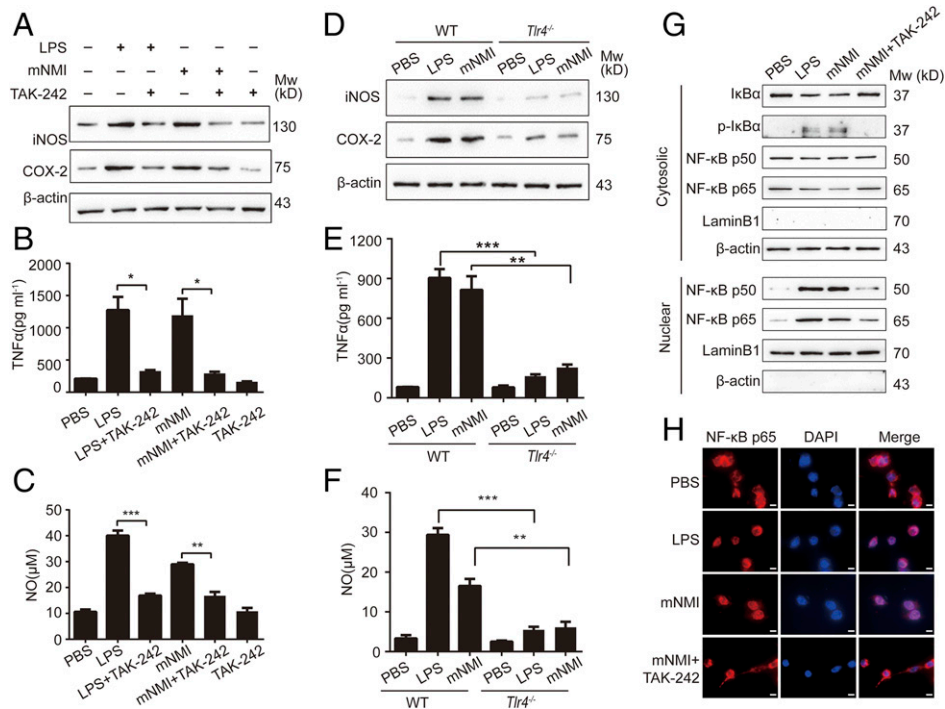 A
LPS – + + – – –
mNMI – – – + + –
TAK-242 – – + – + +
Mw
(kD)
iNOS 130
COX-2 75
β-actin 43
B
TNFα(pg ml⁻¹)
2000
1500
1000
500
0
* *
PBS LPS LPS+TAK-242 mNMI mNMI+TAK-242 TAK-242
C
NO(μM)
50
40
30
20
10
0
*** **
PBS LPS LPS+TAK-242 mNMI mNMI+TAK-242 TAK-242
D
WT Tlr4⁻/⁻
PBS LPS mNMI PBS LPS mNMI
Mw
(kD)
iNOS 130
COX-2 75
β-actin 43
E
TNFα(pg ml⁻¹)
1200
900
600
300
0
***
**
PBS LPS mNMI PBS LPS mNMI
WT Tlr4⁻/⁻
F
NO(μM)
40
30
20
10
0
***
**
PBS LPS mNMI PBS LPS mNMI
WT Tlr4⁻/⁻
G
PBS LPS mNMI mNMI+TAK-242
Mw (kD)
Cytosolic
IκBα 37
p-IκBα 37
NF-κB p50 50
NF-κB p65 65
LaminB1 70
β-actin 43
Nuclear
NF-κB p50 50
NF-κB p65 65
LaminB1 70
β-actin 43
H
NF-κB p65 DAPI Merge
PBS
LPS
mNMI
mNMI+
TAK-242